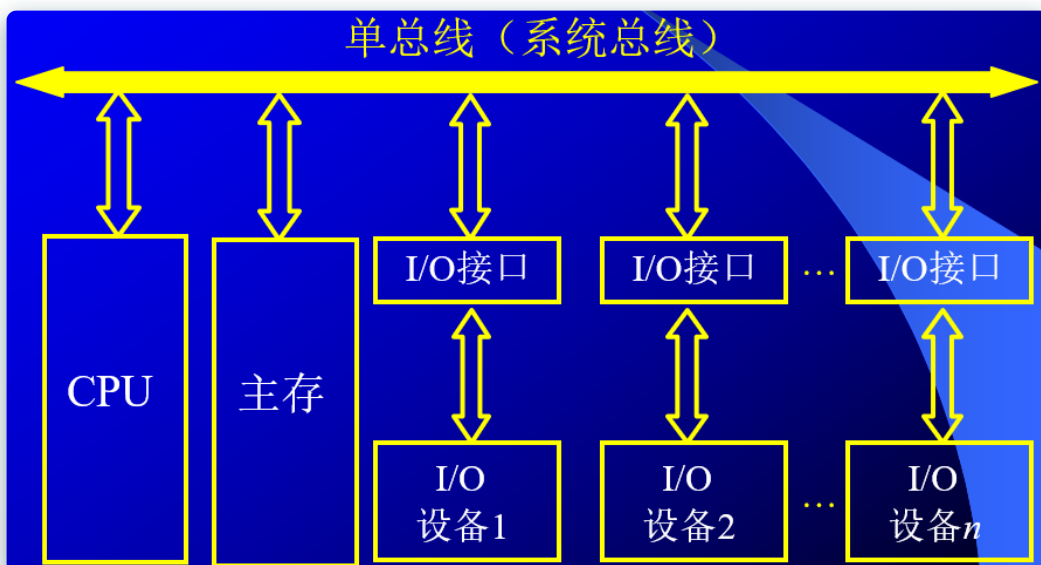 单总线（系统总线）
I/O接口 I/O接口 … I/O接口
CPU 主存
I/O I/O I/O
设备1 设备2 … 设备n